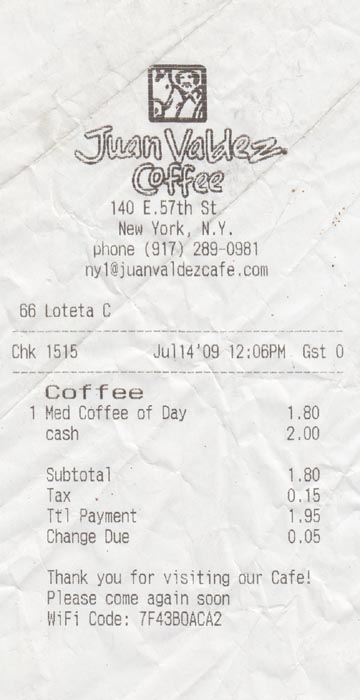 Juan Valdez
Coffee
140 E.57th St
New York, N.Y.
phone (917) 289-0981
ny1@juanvaldezcafe.com
66 Loteta C
Chk 1515 Jul14'09 12:06PM Gst 0
Coffee
1 Med Coffee of Day 1.80
cash 2.00
Subtotal 1.80
Tax 0.15
Ttl Payment 1.95
Change Due 0.05
Thank you for visiting our Cafe!
Please come again soon
WiFi Code: 7F43B0ACA2